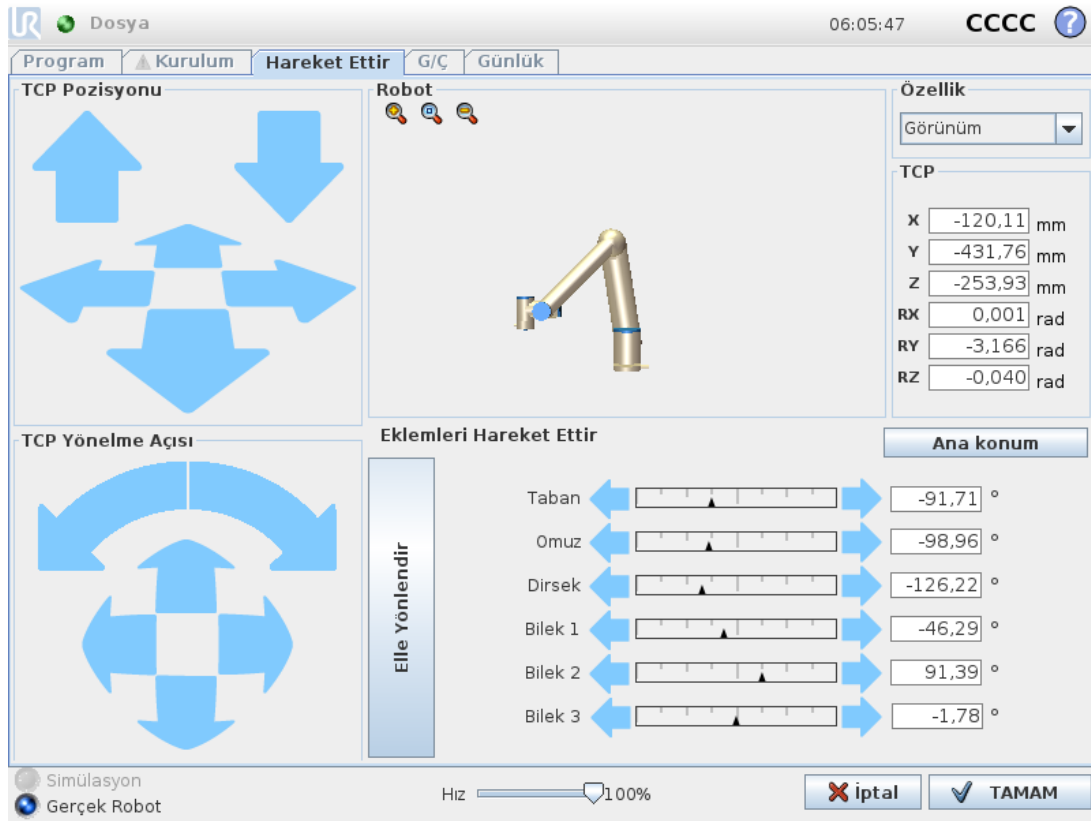 UR Dosya 06:05:47 CCCC ?
Program Kurulum Hareket Ettir G/Ç Günlük
TCP Pozisyonu
Robot
Özellik
Görünüm
TCP
X -120,11 mm
Y -431,76 mm
Z -253,93 mm
RX 0,001 rad
RY -3,166 rad
RZ -0,040 rad
TCP Yönelme Açısı
Eklemleri Hareket Ettir
Ana konum
Elle Yönlendir
Taban -91,71 °
Omuz -98,96 °
Dirsek -126,22 °
Bilek 1 -46,29 °
Bilek 2 91,39 °
Bilek 3 -1,78 °
Simülasyon
Gerçek Robot
Hız 100%
İptal
TAMAM